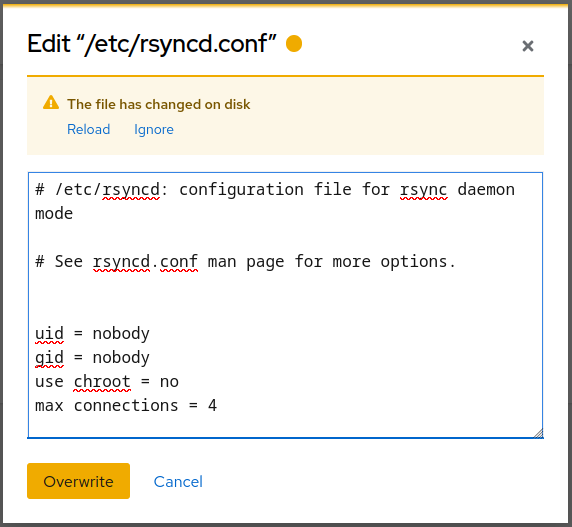 Edit “/etc/rsyncd.conf”
The file has changed on disk
Reload Ignore
# /etc/rsyncd: configuration file for rsync daemon
mode
# See rsyncd.conf man page for more options.
uid = nobody
gid = nobody
use chroot = no
max connections = 4
Overwrite Cancel